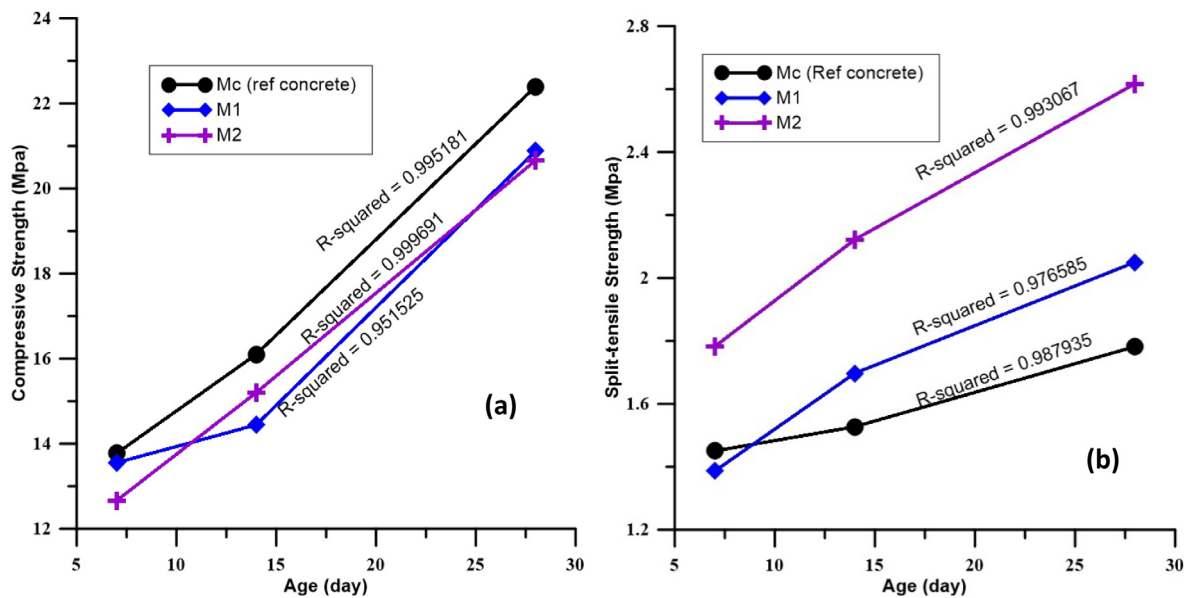 24
22
20
18
16
14
12
Compressive Strength (Mpa)
Mc (ref concrete)
M1
M2
R-squared = 0.995181
R-squared = 0.999691
R-squared = 0.951525
(a)
5
10
15
20
25
30
Age (day)
2.8
2.4
2
1.6
1.2
Split-tensile Strength (Mpa)
Mc (Ref concrete)
M1
M2
R-squared = 0.993067
R-squared = 0.976585
R-squared = 0.987935
(b)
5
10
15
20
25
30
Age (day)